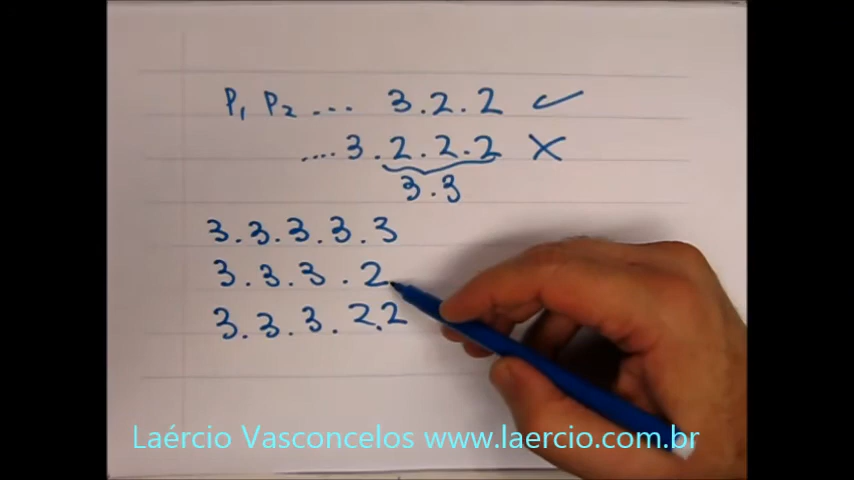 P₁ P₂ ... 3.2.2 ✓
....3.2.2.2 X
3.3
3.3.3.3.3
3.3.3.2
3.3.3.2.2
Laércio Vasconcelos www.laercio.com.br